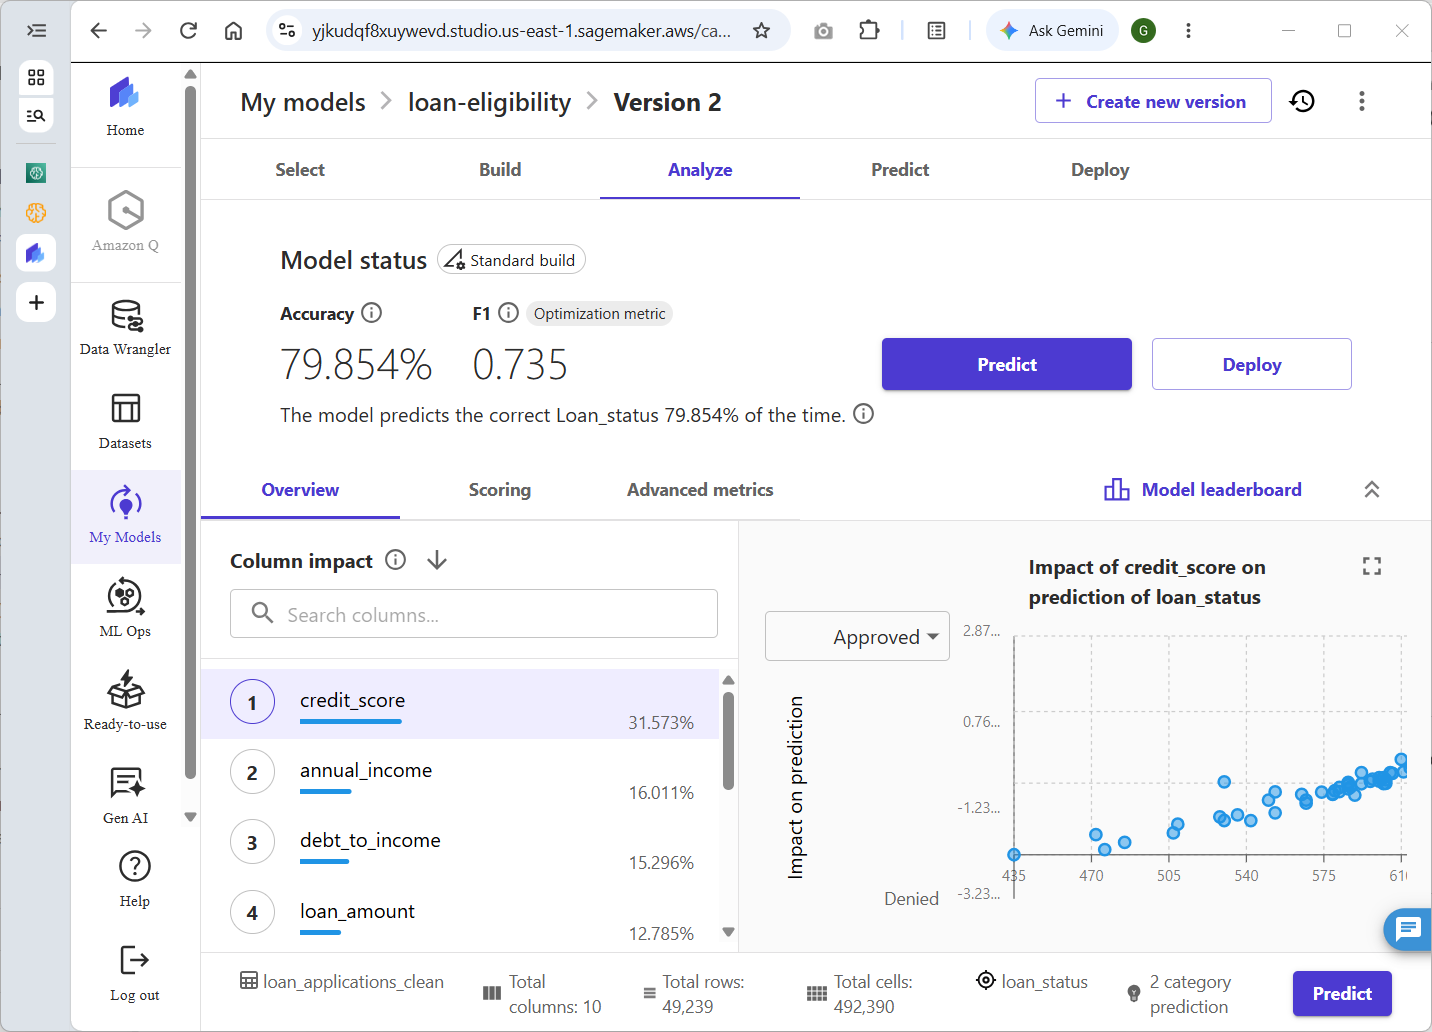 yjkudqf8xuywevd.studio.us-east-1.sagemaker.aws/ca...
Ask Gemini
G
Home
Amazon Q
Data Wrangler
Datasets
My Models
ML Ops
Ready-to-use
Gen AI
Help
Log out
My models > loan-eligibility > Version 2
+ Create new version
Select
Build
Analyze
Predict
Deploy
Model status
Standard build
Accuracy
F1
Optimization metric
79.854%
0.735
Predict
Deploy
The model predicts the correct Loan_status 79.854% of the time.
Overview
Scoring
Advanced metrics
Model leaderboard
Column impact
Search columns...
1
credit_score
31.573%
2
annual_income
16.011%
3
debt_to_income
15.296%
4
loan_amount
12.785%
Impact of credit_score on
prediction of loan_status
Approved
Impact on prediction
Denied
2.87...
0.76...
-1.23...
-3.23...
435
470
505
540
575
610
loan_applications_clean
Total
columns: 10
Total rows:
49,239
Total cells:
492,390
loan_status
2 category
prediction
Predict